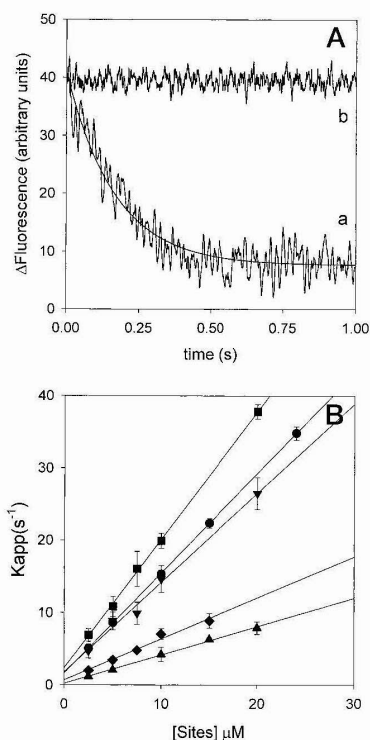 50
40
30
20
10
0
ΔFluorescence (arbitrary units)
A
b
a
0.00 0.25 0.50 0.75 1.00
time (s)
40
30
20
10
0
Kapp(s⁻¹)
B
0 10 20 30
[Sites] μM